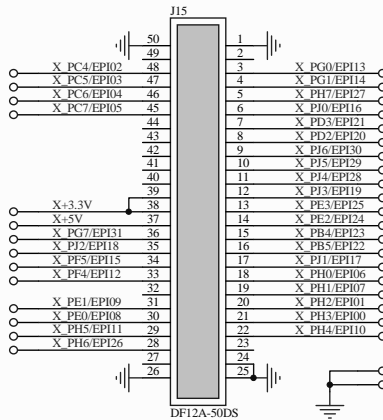 J15
50 1
49 2
X_PC4/EPI02 48 3 X_PG0/EPI13
X_PC5/EPI03 47 4 X_PG1/EPI14
X_PC6/EPI04 46 5 X_PH7/EPI27
X_PC7/EPI05 45 6 X_PJ0/EPI16
44 7 X_PD3/EPI21
43 8 X_PD2/EPI20
42 9 X_PJ6/EPI30
41 10 X_PJ5/EPI29
40 11 X_PJ4/EPI28
39 12 X_PJ3/EPI19
X+3.3V 38 13 X_PE3/EPI25
X+5V 37 14 X_PE2/EPI24
X_PG7/EPI31 36 15 X_PB4/EPI23
X_PJ2/EPI18 35 16 X_PB5/EPI22
X_PF5/EPI15 34 17 X_PJ1/EPI17
X_PF4/EPI12 33 18 X_PH0/EPI06
32 19 X_PH1/EPI07
X_PE1/EPI09 31 20 X_PH2/EPI01
X_PE0/EPI08 30 21 X_PH3/EPI00
X_PH5/EPI11 29 22 X_PH4/EPI10
X_PH6/EPI26 28 23
27 24
26 25
DF12A-50DS